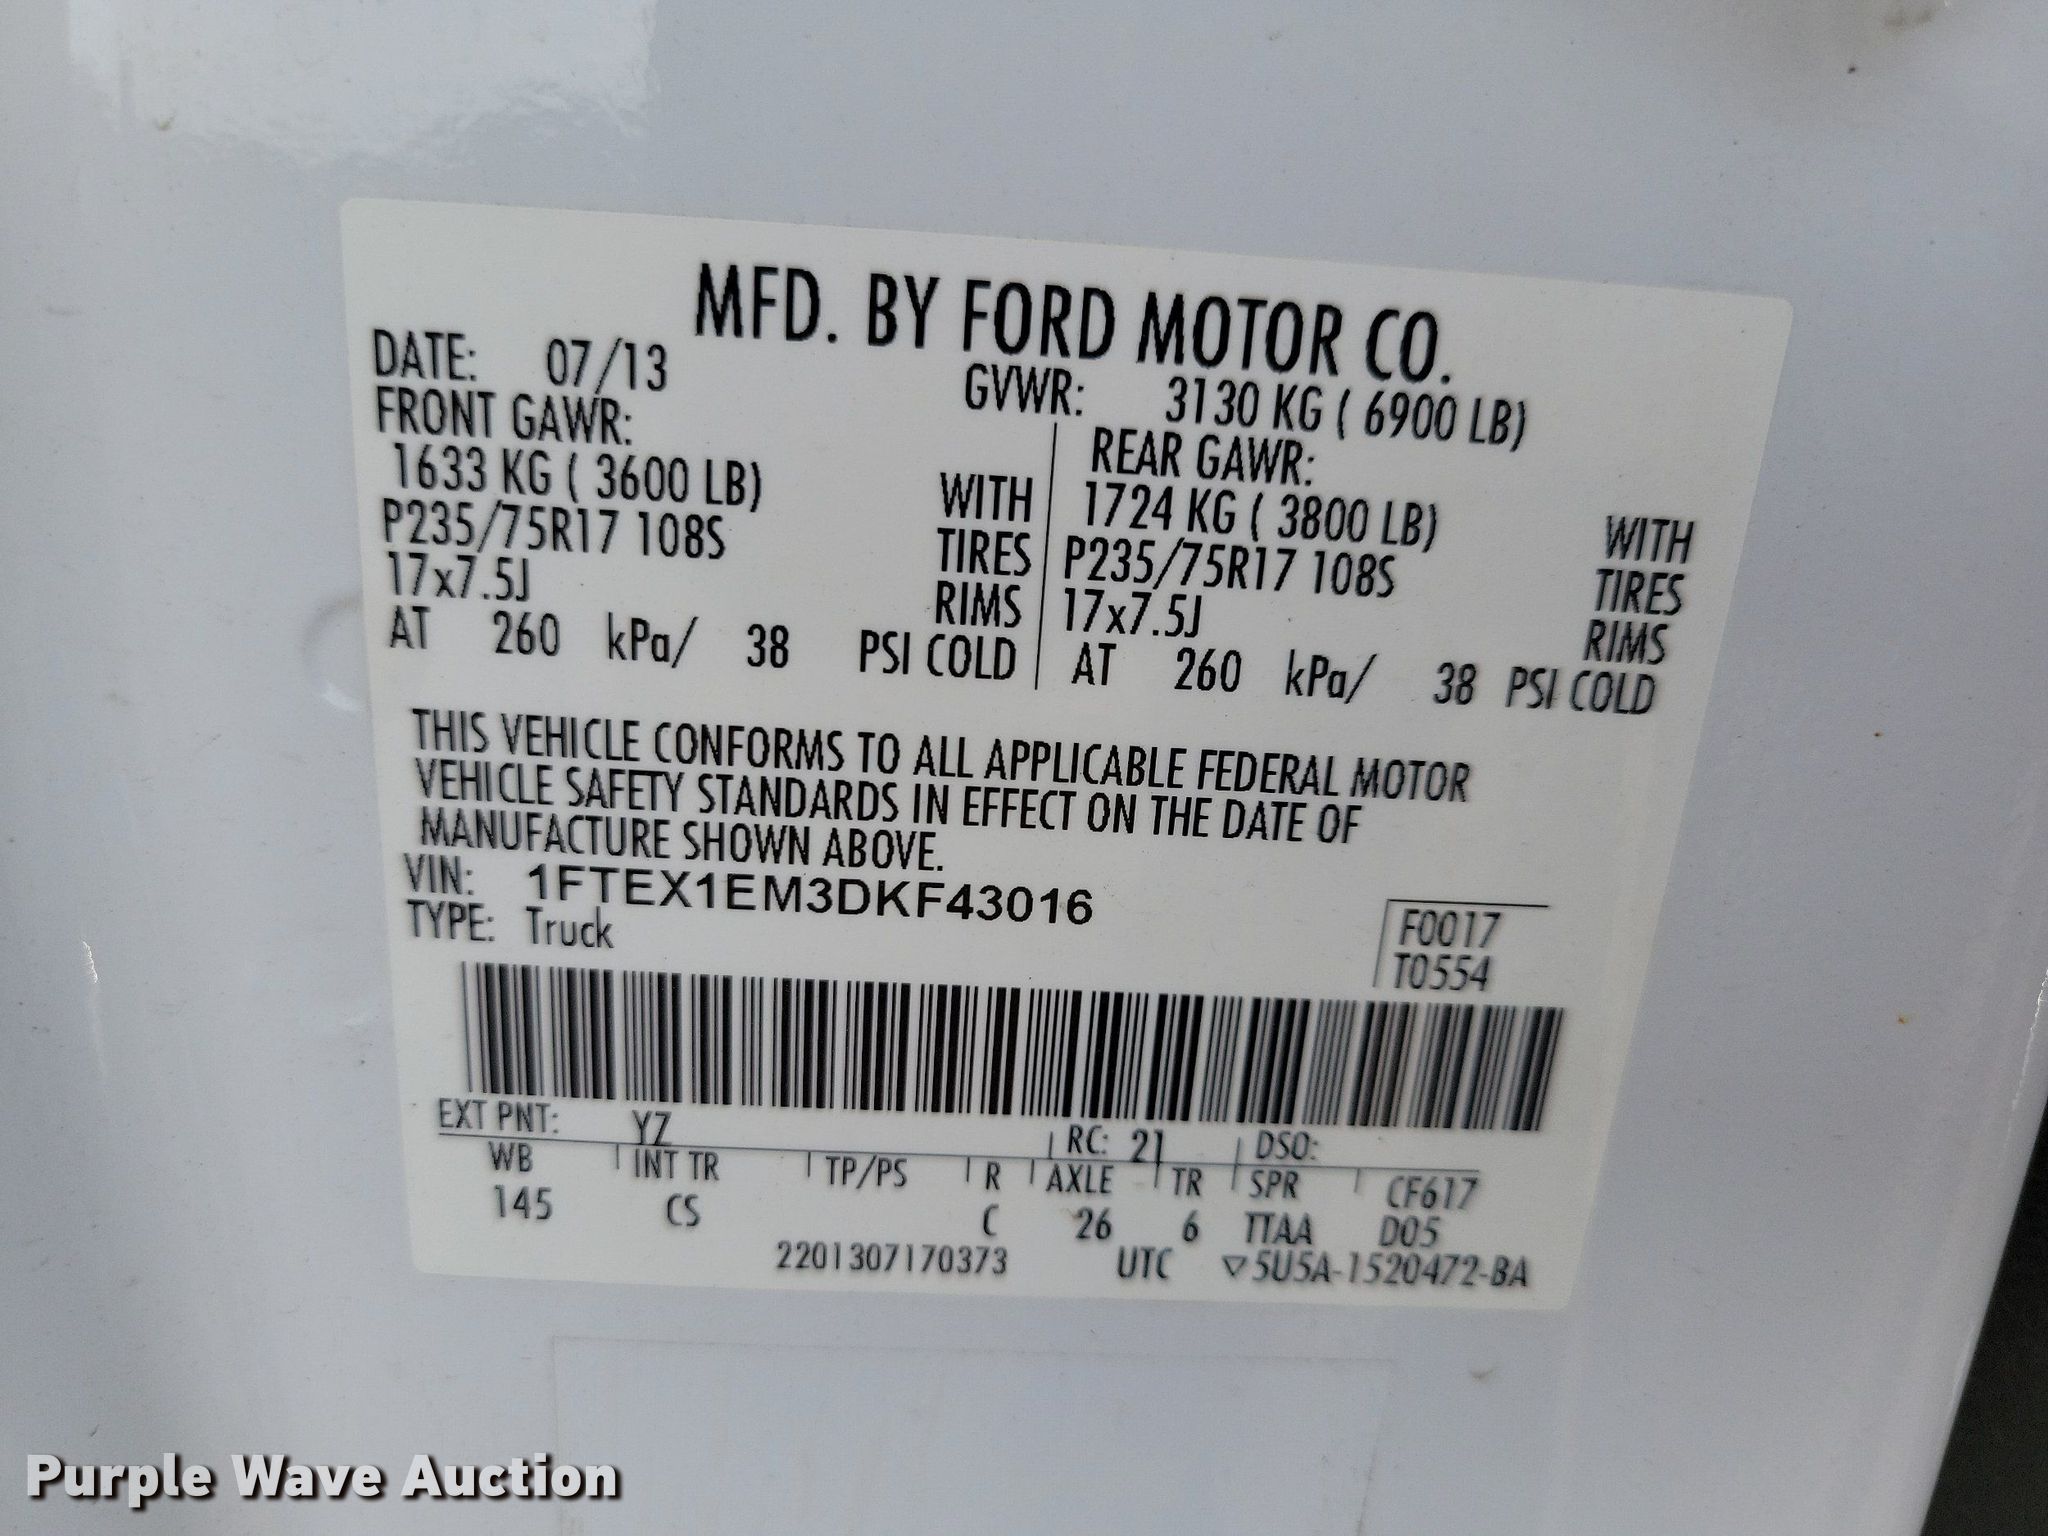 MFD. BY FORD MOTOR CO.
DATE: 07/13
GVWR: 3130 KG ( 6900 LB)
FRONT GAWR:
1633 KG ( 3600 LB) WITH
P235/75R17 108S TIRES
17x7.5J RIMS
AT 260 kPa/ 38 PSI COLD
REAR GAWR:
1724 KG ( 3800 LB) WITH
P235/75R17 108S TIRES
17x7.5J RIMS
AT 260 kPa/ 38 PSI COLD
THIS VEHICLE CONFORMS TO ALL APPLICABLE FEDERAL MOTOR
VEHICLE SAFETY STANDARDS IN EFFECT ON THE DATE OF
MANUFACTURE SHOWN ABOVE.
VIN: 1FTEX1EM3DKF43016
TYPE: Truck
F0017
T0554
EXT PNT: YZ RC: 21 DSO:
WB INT TR TP/PS R AXLE TR SPR CF617
145 CS C 26 6 TTAA D05
2201307170373 UTC ▽5U5A-1520472-BA
Purple Wave Auction